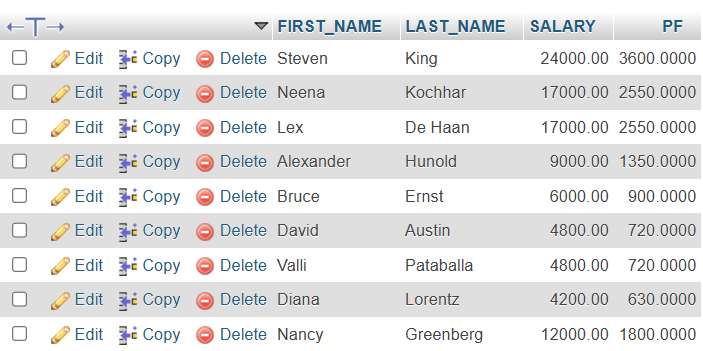 FIRST_NAME LAST_NAME SALARY PF
Edit Copy Delete Steven King 24000.00 3600.0000
Edit Copy Delete Neena Kochhar 17000.00 2550.0000
Edit Copy Delete Lex De Haan 17000.00 2550.0000
Edit Copy Delete Alexander Hunold 9000.00 1350.0000
Edit Copy Delete Bruce Ernst 6000.00 900.0000
Edit Copy Delete David Austin 4800.00 720.0000
Edit Copy Delete Valli Pataballa 4800.00 720.0000
Edit Copy Delete Diana Lorentz 4200.00 630.0000
Edit Copy Delete Nancy Greenberg 12000.00 1800.0000